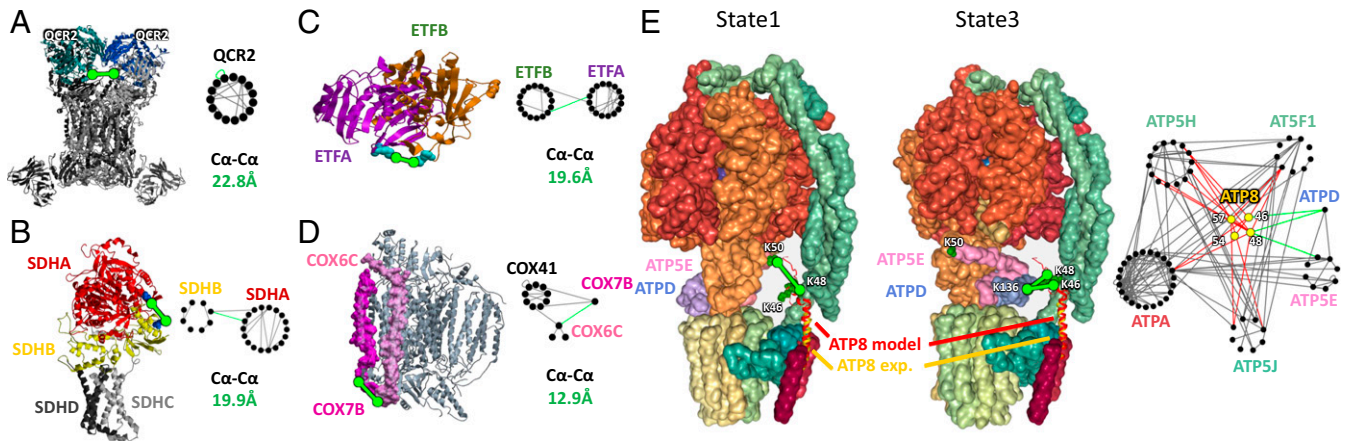 A
QCR2
QCR2
QCR2
Cα-Cα
22.8Å
B
SDHA
SDHB
SDHD
SDHC
SDHB
SDHA
Cα-Cα
19.9Å
C
ETFB
ETFA
ETFB
ETFA
Cα-Cα
19.6Å
D
COX6C
COX7B
COX41
COX7B
COX6C
Cα-Cα
12.9Å
E
State1
State3
K50
ATP5E
ATPD
K48
K46
K50
ATP5E
ATPD
K136
K48
K46
ATP8 model
ATP8 exp.
ATP5H
AT5F1
ATP8
57
46
54
48
ATPD
ATP5E
ATPA
ATP5J